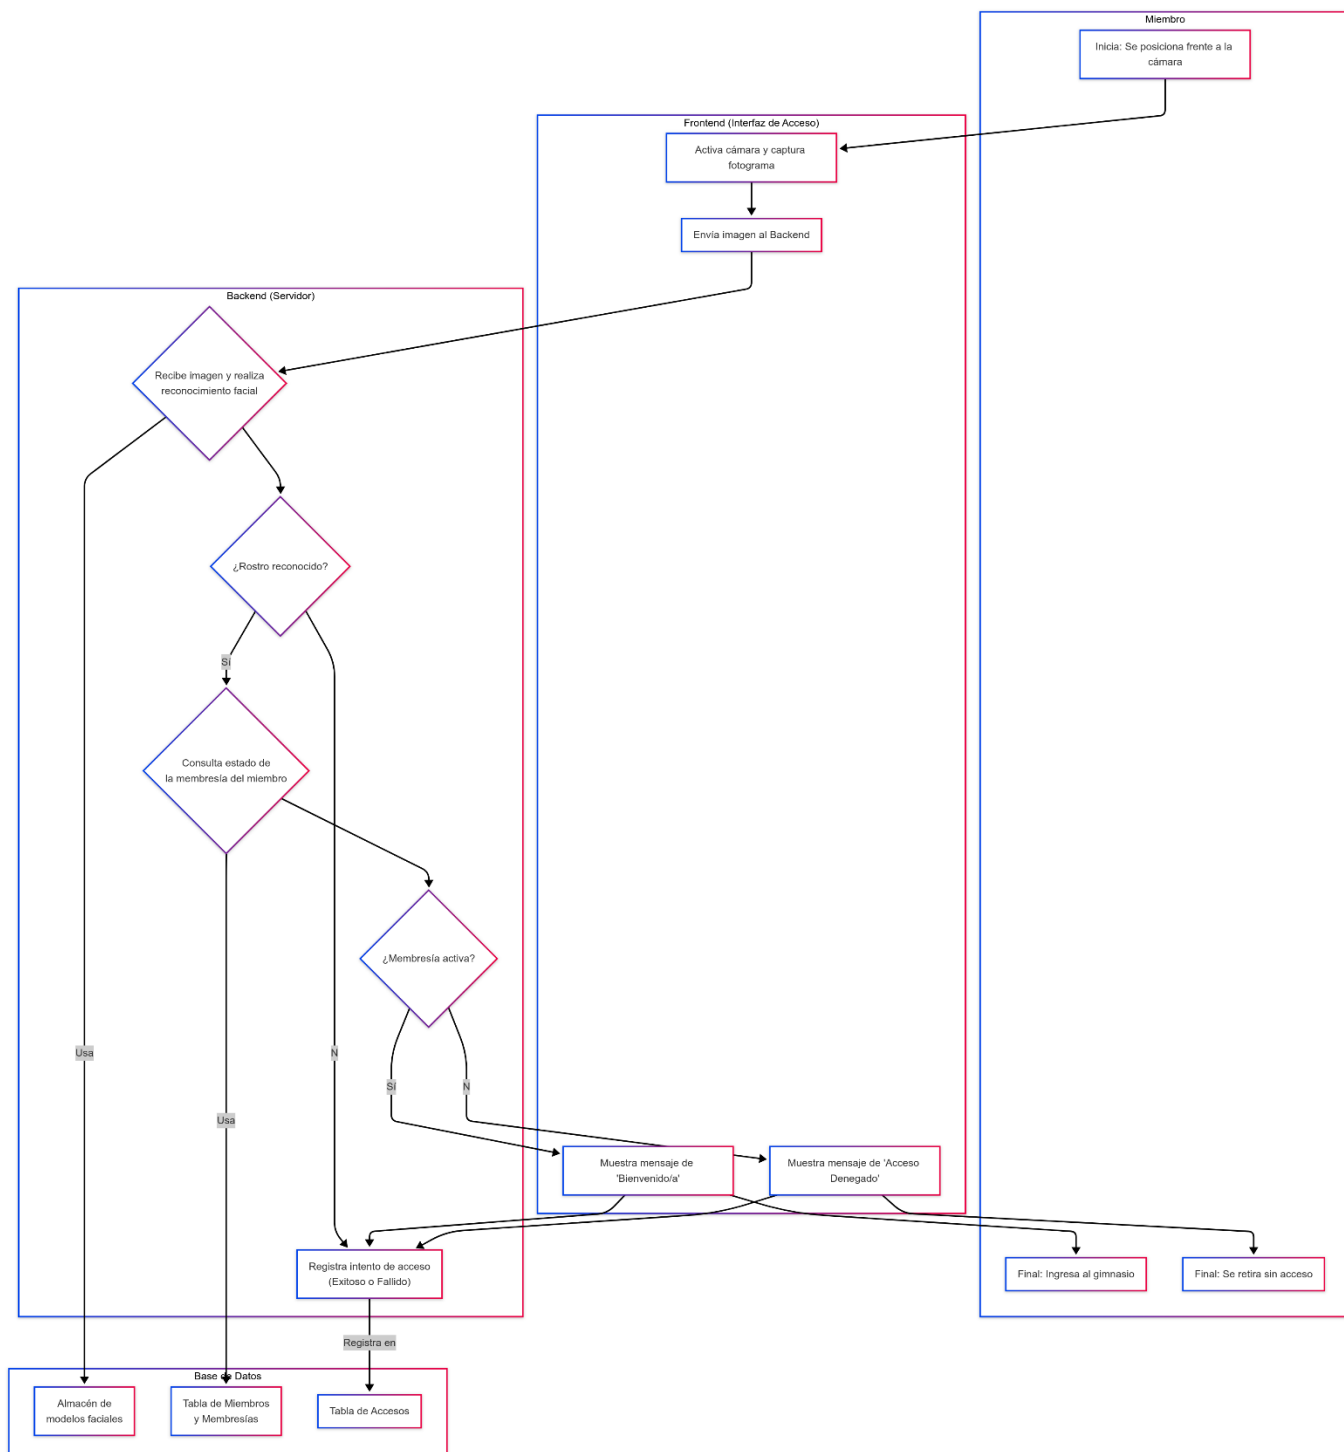 Miembro
Inicia: Se posiciona frente a la
cámara
Frontend (Interfaz de Acceso)
Activa cámara y captura
fotograma
Envía imagen al Backend
Backend (Servidor)
Recibe imagen y realiza
reconocimiento facial
¿Rostro reconocido?
Sí
Consulta estado de
la membresía del miembro
¿Membresía activa?
Usa
N
Sí
N
Usa
Muestra mensaje de
'Bienvenido/a'
Muestra mensaje de 'Acceso
Denegado'
Registra intento de acceso
(Exitoso o Fallido)
Final: Ingresa al gimnasio
Final: Se retira sin acceso
Registra en
Base de Datos
Almacén de
modelos faciales
Tabla de Miembros
y Membresías
Tabla de Accesos